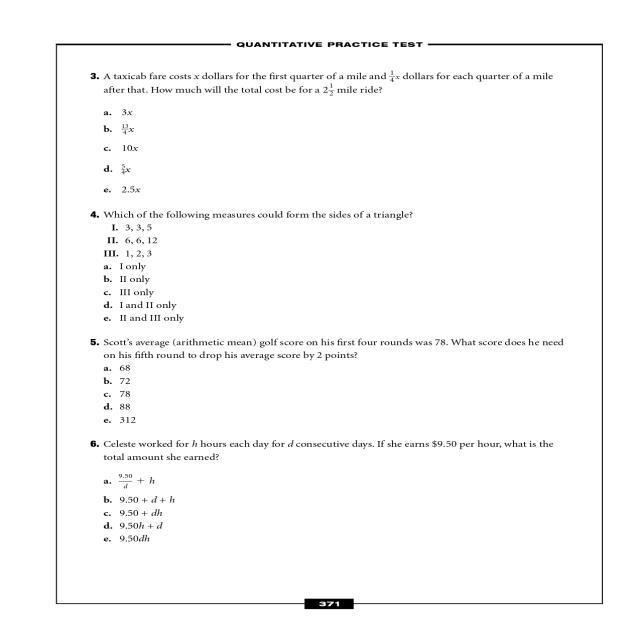 QUANTITATIVE PRACTICE TEST
3. A taxicab fare costs x dollars for the first quarter of a mile and 1/4 x dollars for each quarter of a mile
after that. How much will the total cost be for a 2 1/2 mile ride?
a. 3x
b. 13/4 x
c. 10x
d. 5/4 x
e. 2.5x
4. Which of the following measures could form the sides of a triangle?
I. 3, 3, 5
II. 6, 6, 12
III. 1, 2, 3
a. I only
b. II only
c. III only
d. I and II only
e. II and III only
5. Scott's average (arithmetic mean) golf score on his first four rounds was 78. What score does he need
on his fifth round to drop his average score by 2 points?
a. 68
b. 72
c. 78
d. 88
e. 312
6. Celeste worked for h hours each day for d consecutive days. If she earns $9.50 per hour, what is the
total amount she earned?
a. 9.50/d + h
b. 9.50 + d + h
c. 9.50 + dh
d. 9.50h + d
e. 9.50dh
371